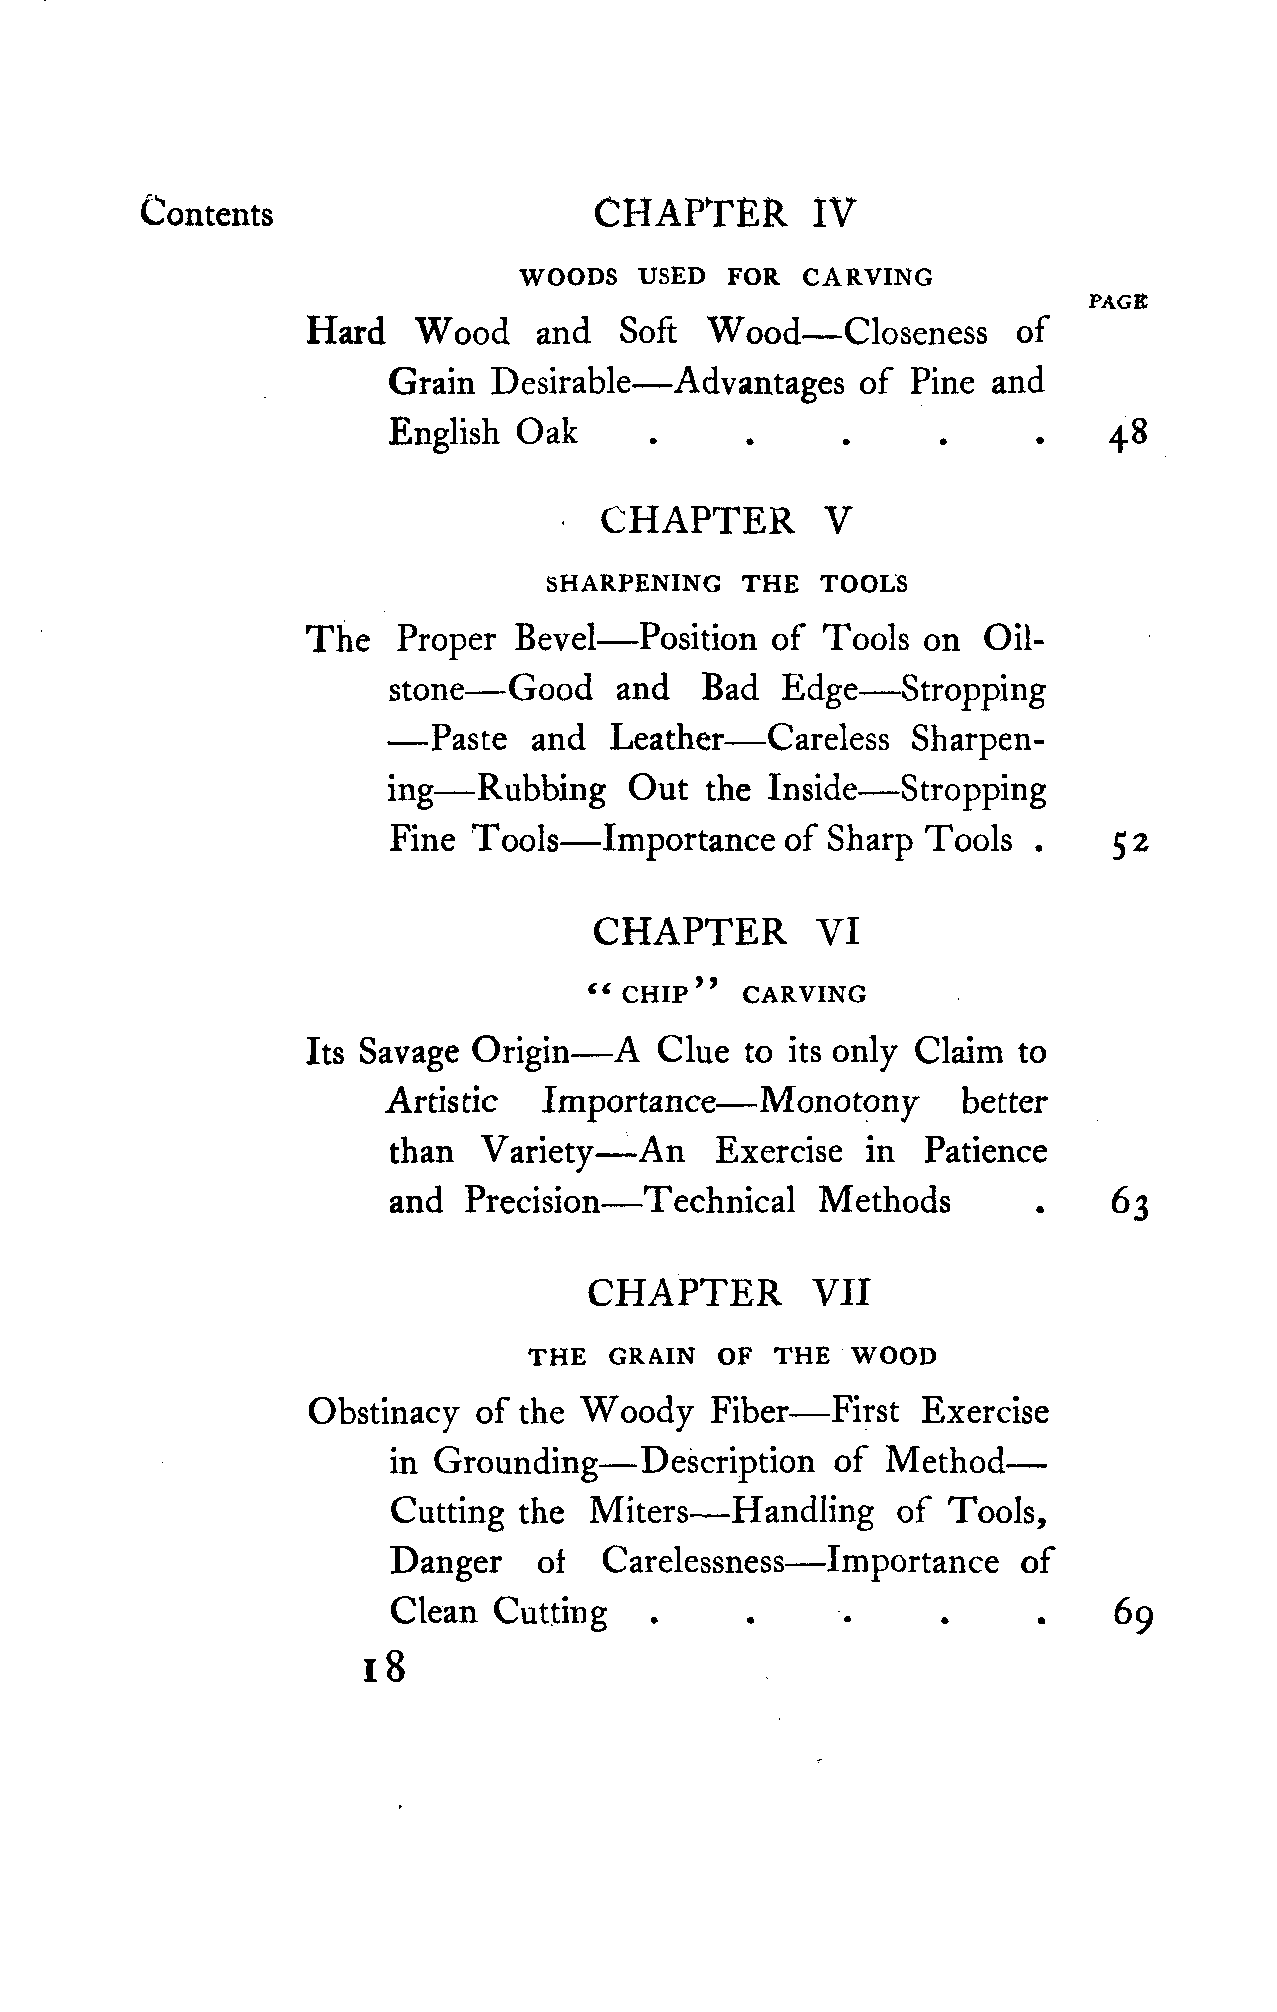 Contents
CHAPTER IV
WOODS USED FOR CARVING
PAGE
Hard Wood and Soft Wood—Closeness of
Grain Desirable—Advantages of Pine and
English Oak . . . . . 48
CHAPTER V
SHARPENING THE TOOLS
The Proper Bevel—Position of Tools on Oil-
stone—Good and Bad Edge—Stropping
—Paste and Leather—Careless Sharpen-
ing—Rubbing Out the Inside—Stropping
Fine Tools—Importance of Sharp Tools . 52
CHAPTER VI
“CHIP” CARVING
Its Savage Origin—A Clue to its only Claim to
Artistic Importance—Monotony better
than Variety—An Exercise in Patience
and Precision—Technical Methods . 63
CHAPTER VII
THE GRAIN OF THE WOOD
Obstinacy of the Woody Fiber—First Exercise
in Grounding—Description of Method—
Cutting the Miters—Handling of Tools,
Danger of Carelessness—Importance of
Clean Cutting . . . . . 69
18